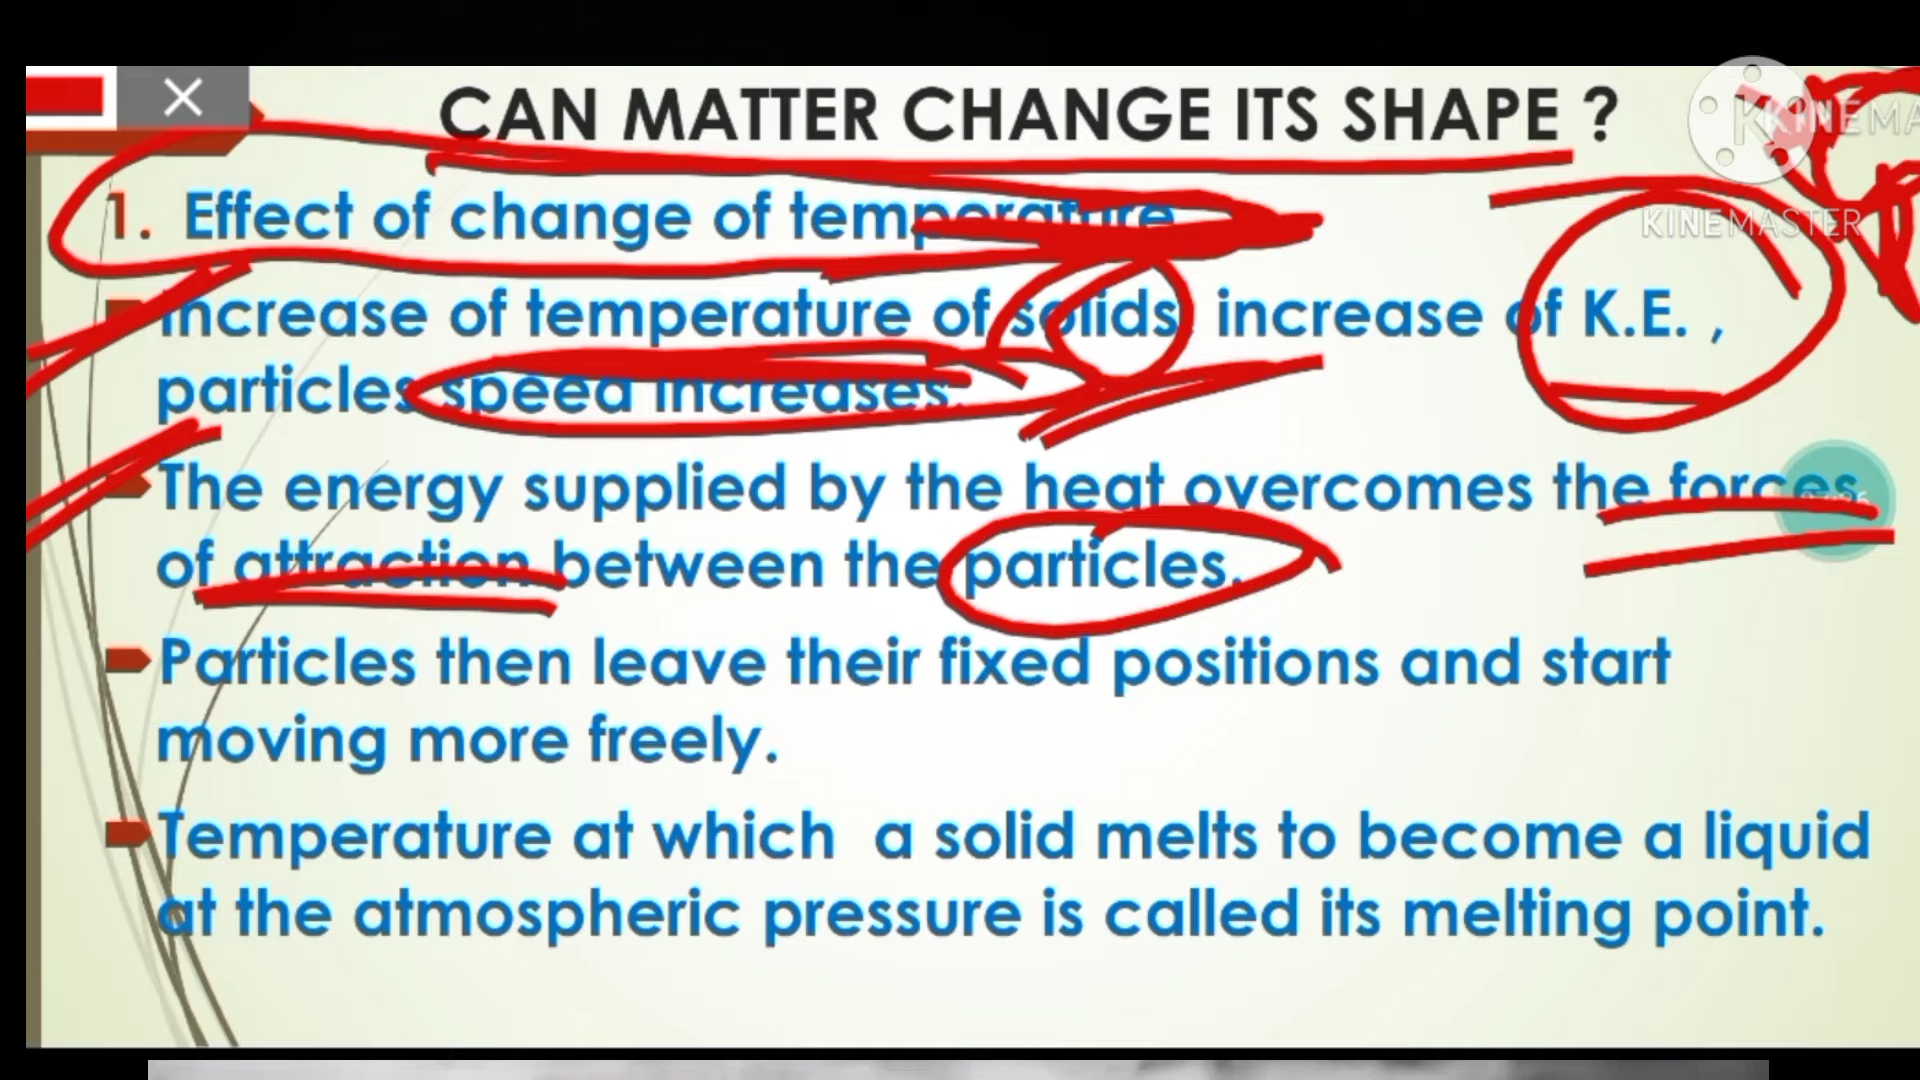 CAN MATTER CHANGE ITS SHAPE ?
KINEMA
1. Effect of change of temperature
KINEMASTER
Increase of temperature of solids, increase of K.E. ,
particles speed increases.
The energy supplied by the heat overcomes the forces
of attraction between the particles.
Particles then leave their fixed positions and start
moving more freely.
Temperature at which a solid melts to become a liquid
at the atmospheric pressure is called its melting point.